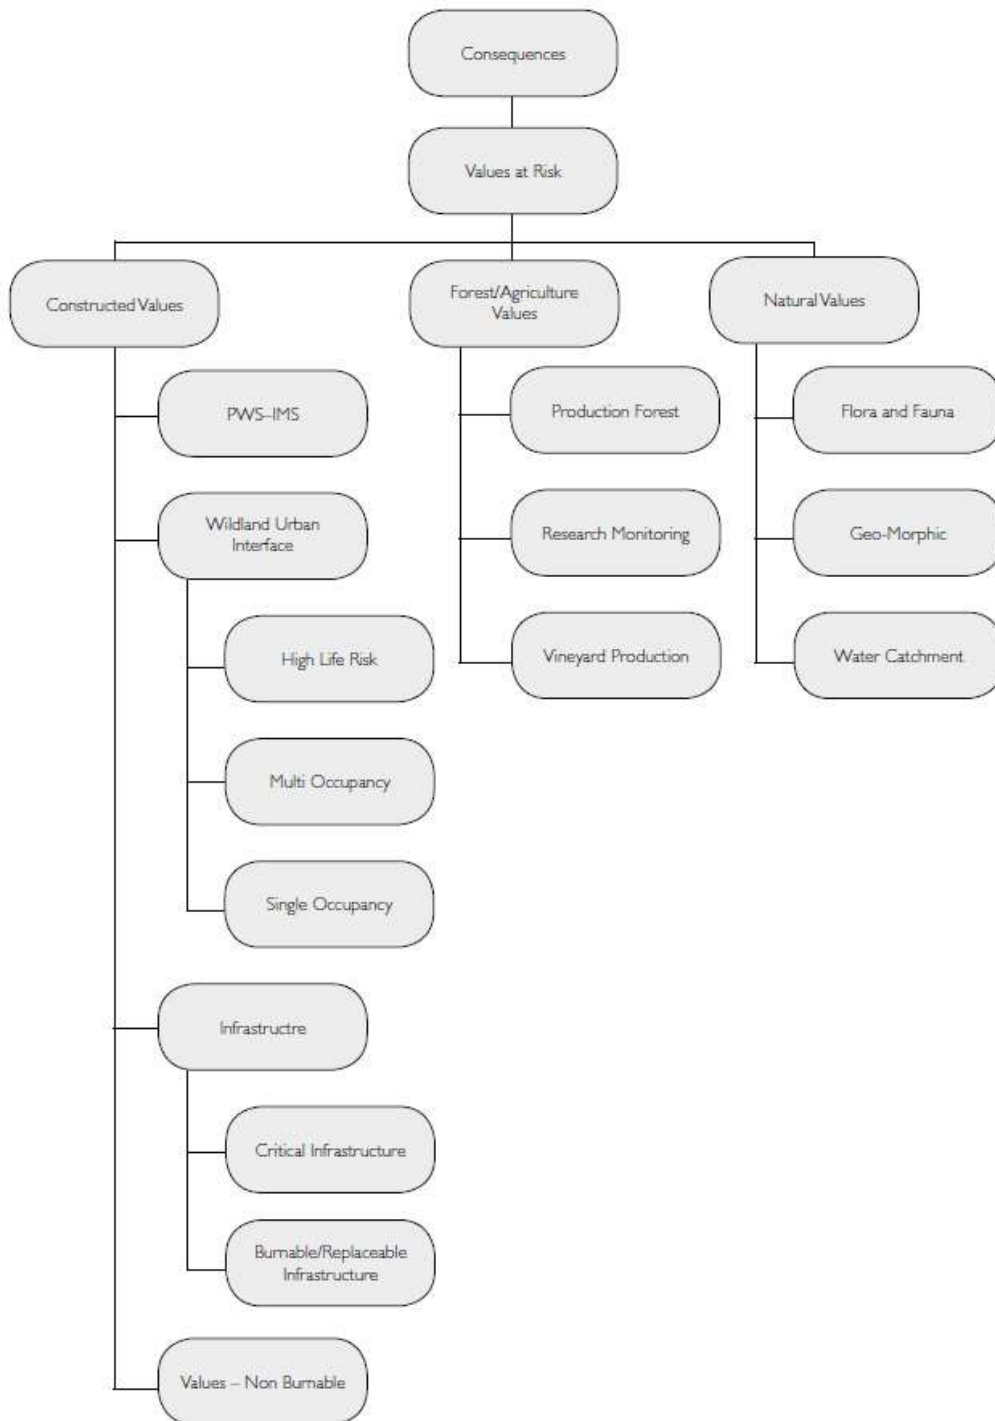 Consequences
Values at Risk
Constructed Values
Forest/Agriculture
Values
Natural Values
PWS–IMS
Production Forest
Flora and Fauna
Wildland Urban
Interface
Research Monitoring
Geo-Morphic
High Life Risk
Vineyard Production
Water Catchment
Multi Occupancy
Single Occupancy
Infrastructre
Critical Infrastructure
Burnable/Replaceable
Infrastructure
Values – Non Burnable